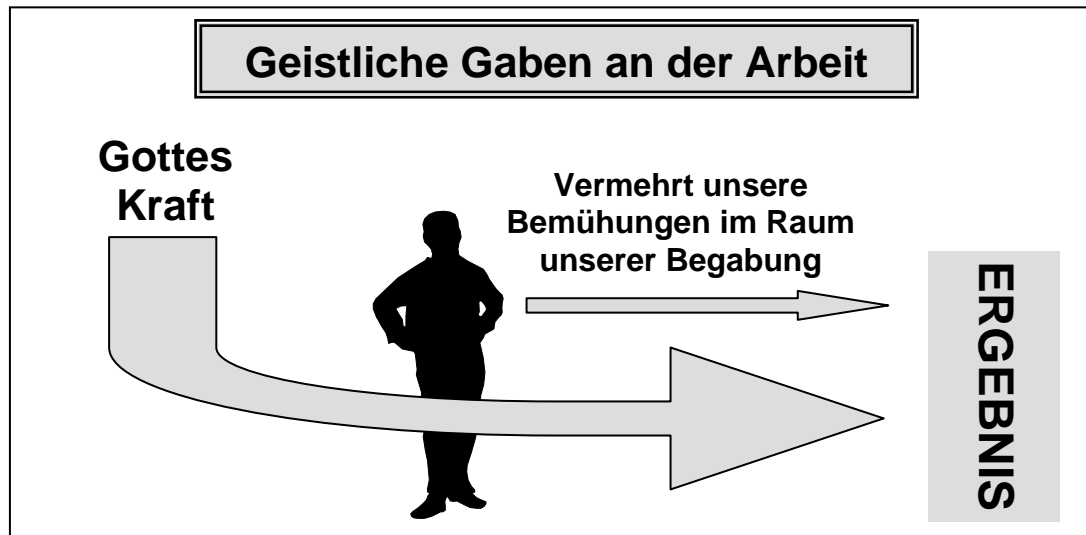 Geistliche Gaben an der Arbeit
Gottes
Kraft
Vermehrt unsere
Bemühungen im Raum
unserer Begabung
ERGEBNIS